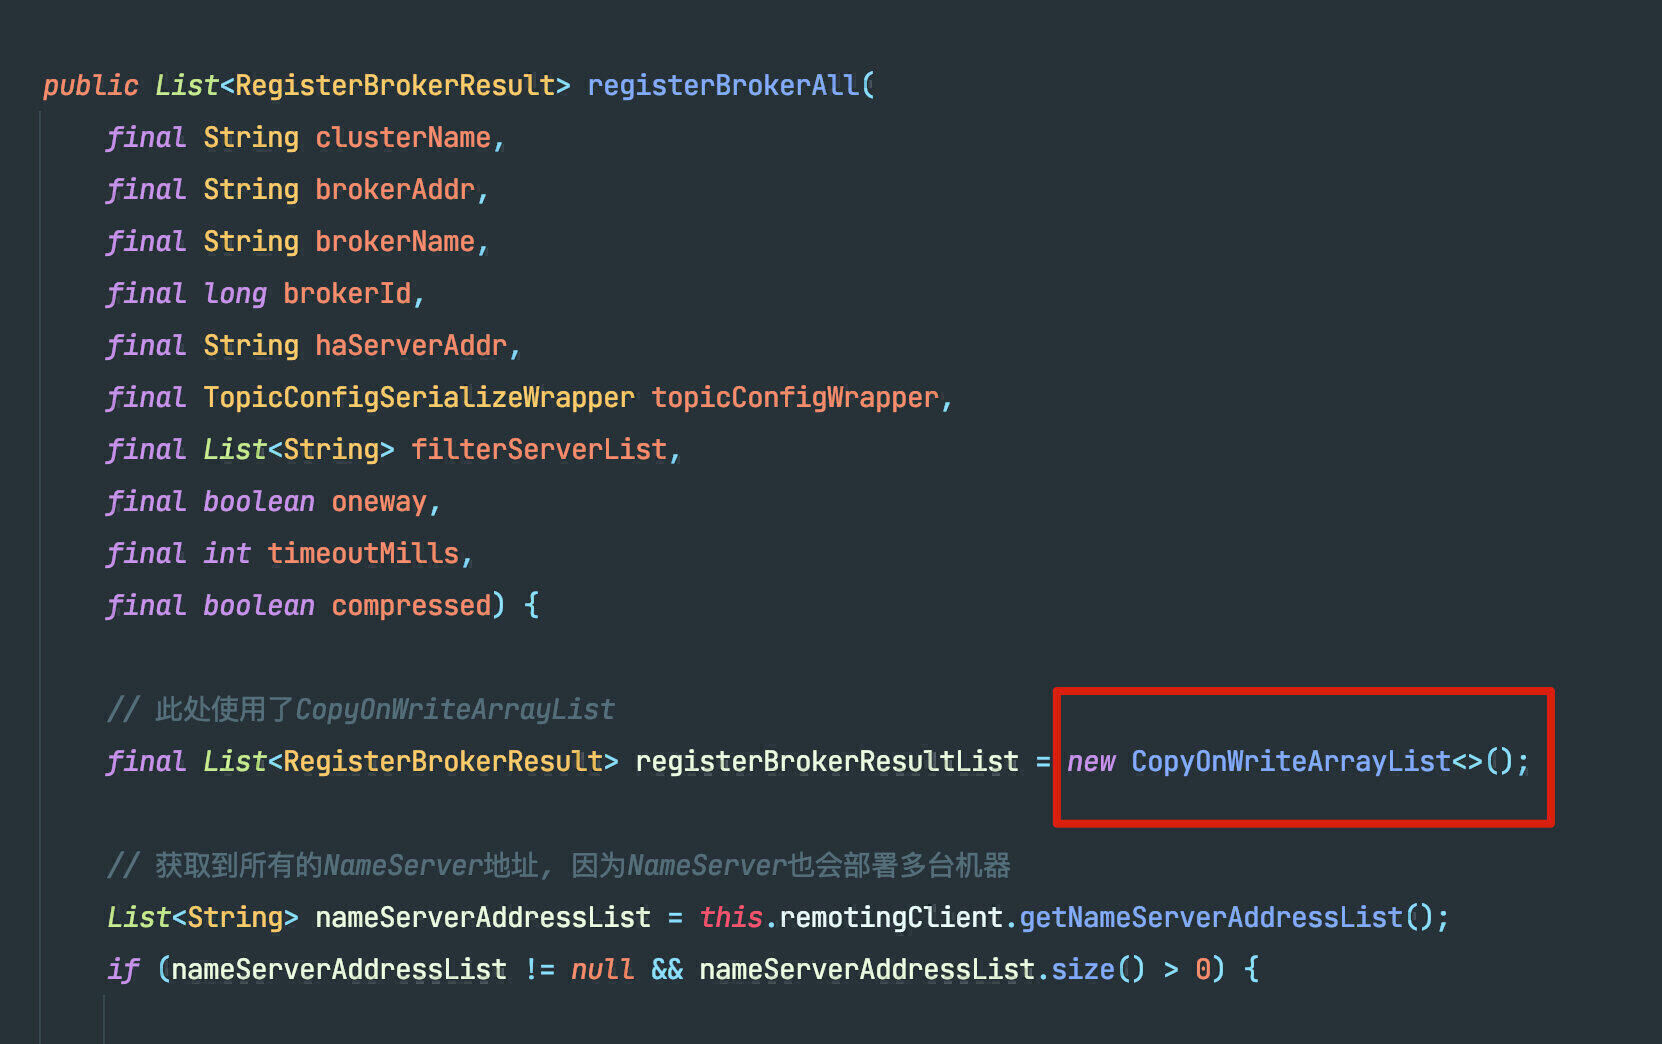 public List<RegisterBrokerResult> registerBrokerAll(
final String clusterName,
final String brokerAddr,
final String brokerName,
final long brokerId,
final String haServerAddr,
final TopicConfigSerializeWrapper topicConfigWrapper,
final List<String> filterServerList,
final boolean oneway,
final int timeoutMills,
final boolean compressed) {
// 此处使用了CopyOnWriteArrayList
final List<RegisterBrokerResult> registerBrokerResultList = new CopyOnWriteArrayList<>();
// 获取到所有的NameServer地址, 因为NameServer也会部署多台机器
List<String> nameServerAddressList = this.remotingClient.getNameServerAddressList();
if (nameServerAddressList != null && nameServerAddressList.size() > 0) {